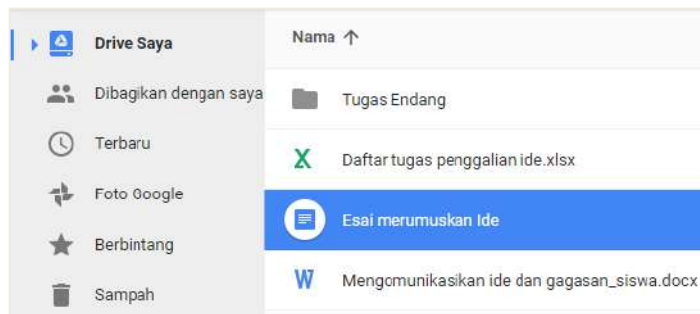 Drive Saya
Dibagikan dengan saya
Terbaru
Foto Google
Berbintang
Sampah
Nama
Tugas Endang
Daftar tugas penggalian ide.xlsx
Esai merumuskan Ide
Mengomunikasikan ide dan gagasan_siswa.docx